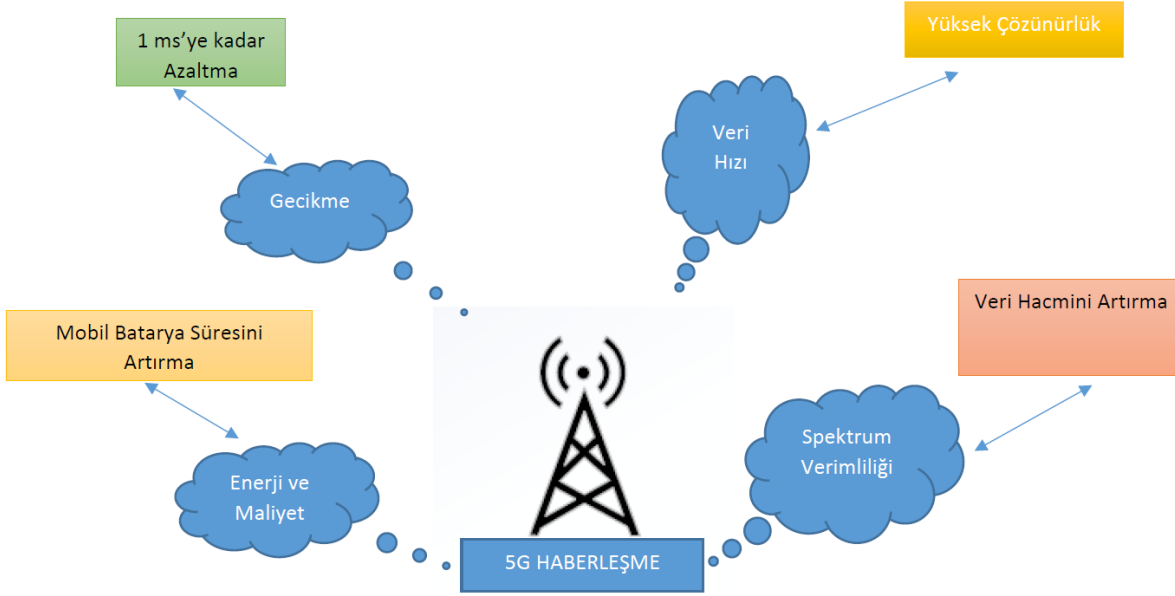 1 ms’ye kadar
Azaltma
Yüksek Çözünürlük
Veri
Hızı
Gecikme
Veri Hacmini Artırma
Mobil Batarya Süresini
Artırma
Spektrum
Verimliliği
Enerji ve
Maliyet
5G HABERLEŞME